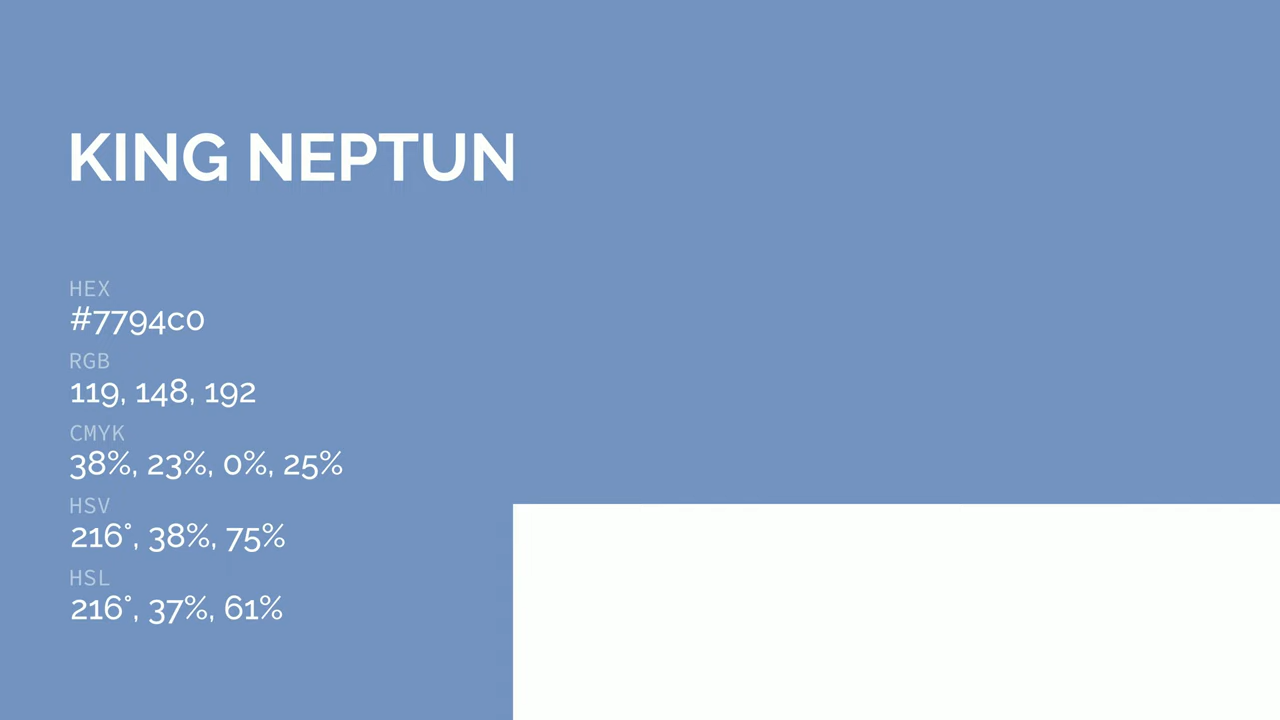 KING NEPTUN
HEX
#7794c0
RGB
119, 148, 192
CMYK
38%, 23%, 0%, 25%
HSV
216°, 38%, 75%
HSL
216°, 37%, 61%